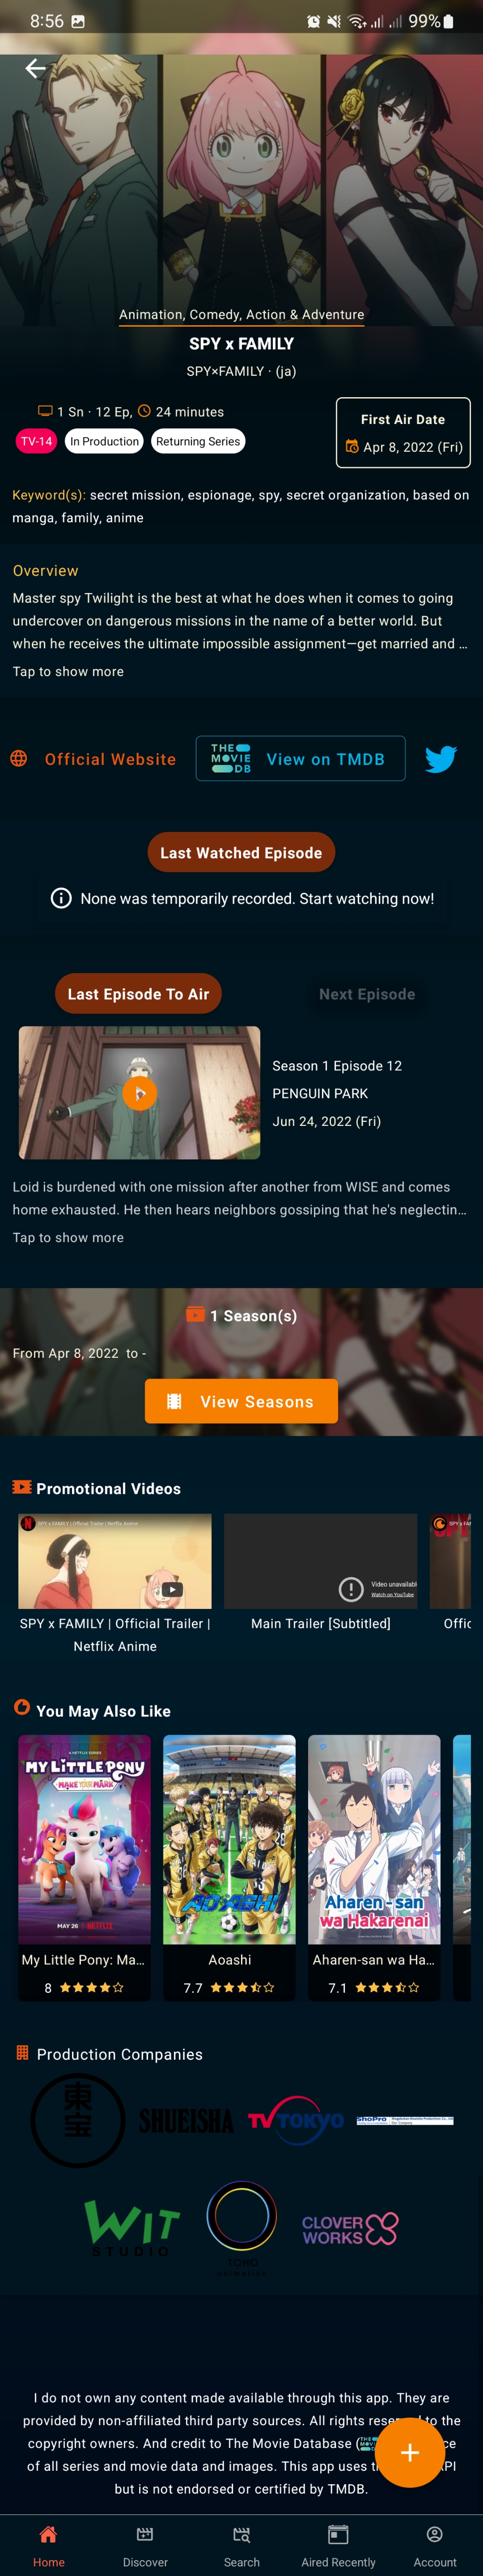 8:56
99%
Animation, Comedy, Action & Adventure
SPY x FAMILY
SPY×FAMILY · (ja)
1 Sn · 12 Ep, 24 minutes
TV-14 In Production Returning Series
First Air Date
Apr 8, 2022 (Fri)
Keyword(s): secret mission, espionage, spy, secret organization, based on
manga, family, anime
Overview
Master spy Twilight is the best at what he does when it comes to going
undercover on dangerous missions in the name of a better world. But
when he receives the ultimate impossible assignment—get married and ...
Tap to show more
Official Website
THE
MOVIE
DB
View on TMDB
Last Watched Episode
None was temporarily recorded. Start watching now!
Last Episode To Air
Next Episode
Season 1 Episode 12
PENGUIN PARK
Jun 24, 2022 (Fri)
Loid is burdened with one mission after another from WISE and comes
home exhausted. He then hears neighbors gossiping that he's neglectin...
Tap to show more
1 Season(s)
From Apr 8, 2022 to -
View Seasons
Promotional Videos
SPY x FAMILY | Official Trailer | Netflix Anime
Video unavailabl
Watch on YouTube
SPY x FAMILY | Official Trailer |
Netflix Anime
Main Trailer [Subtitled]
Offic
You May Also Like
A NETFLIX SERIES
MY LITTLE PONY
MAKE YOUR MARK
MAY 26 | NETFLIX
AOASHI
Aharen-san
wa Hakarenai
My Little Pony: Ma...
Aoashi
Aharen-san wa Ha...
8
7.7
7.1
Production Companies
東宝
SHUEISHA
TV TOKYO
ShoPro
WIT
STUDIO
TOHO
animation
CLOVER
WORKS
I do not own any content made available through this app. They are
provided by non-affiliated third party sources. All rights to the
copyright owners. And credit to The Movie Database (
of all series and movie data and images. This app uses
but is not endorsed or certified by TMDB.
+
Home
Discover
Search
Aired Recently
Account